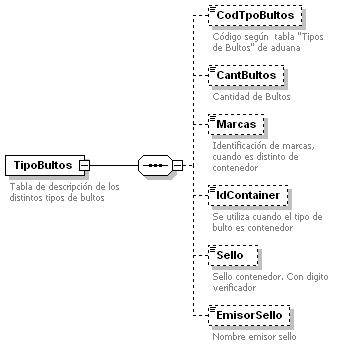 CodTpoBultos
Código según tabla "Tipos
de Bultos" de aduana
CantBultos
Cantidad de Bultos
Marcas
Identificación de marcas,
cuando es distinto de
contenedor
TipoBultos
Tabla de descripción de los
distintos tipos de bultos
IdContainer
Se utiliza cuando el tipo de
bulto es contenedor
Sello
Sello contenedor. Con digito
verificador
EmisorSello
Nombre emisor sello